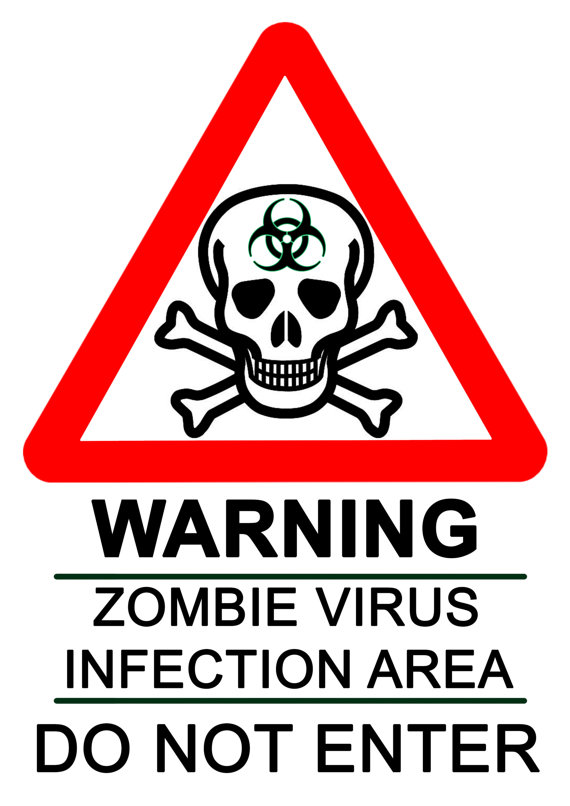 WARNING
ZOMBIE VIRUS
INFECTION AREA
DO NOT ENTER